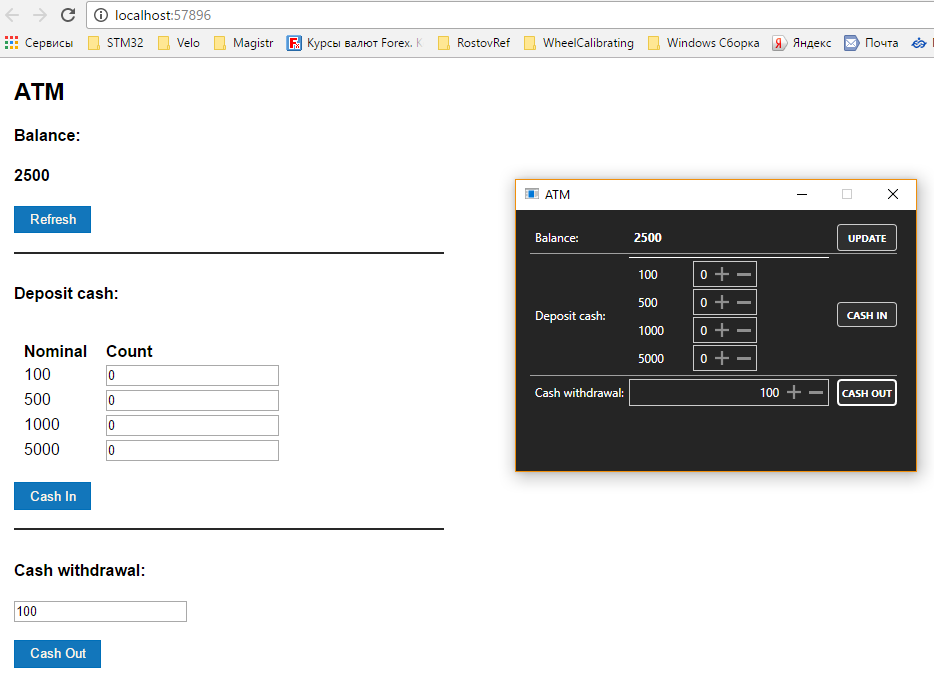 localhost:57896
Сервисы STM32 Velo Magistr Курсы валют Forex. RostovRef WheelCalibrating Windows Сборка Яндекс Почта
ATM
Balance:
2500
Refresh
Deposit cash:
Nominal Count
100 0
500 0
1000 0
5000 0
Cash In
Cash withdrawal:
100
Cash Out
ATM
Balance: 2500 UPDATE
100 0
500 0
Deposit cash: CASH IN
1000 0
5000 0
Cash withdrawal: 100 CASH OUT